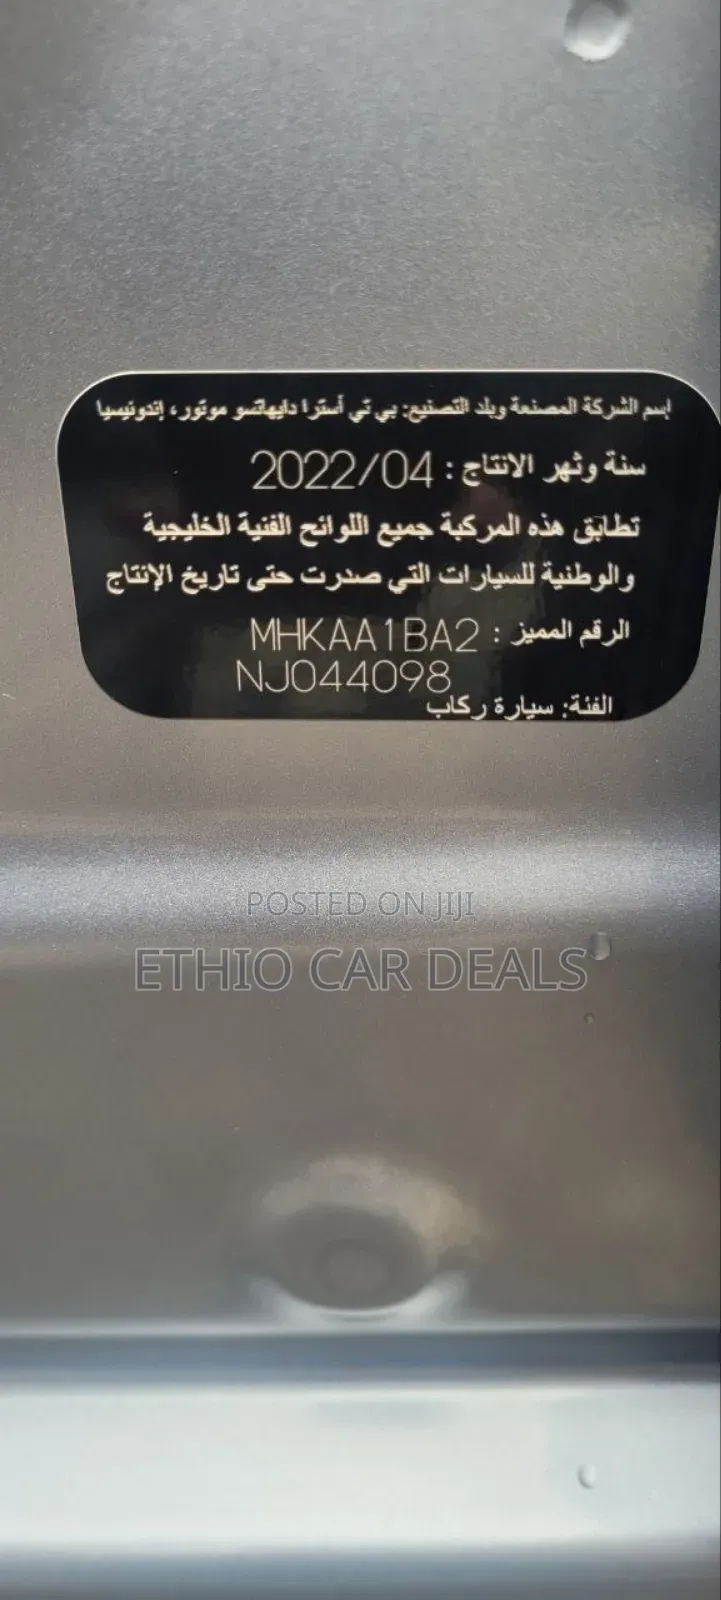 إسم الشركة المصنعة وبلد التصنيع: بي تي أسترا دايهاتسو موتور، إندونيسيا
سنة وشهر الانتاج : 2022/04
تطابق هذه المركبة جميع اللوائح الفنية الخليجية
والوطنية للسيارات التي صدرت حتى تاريخ الإنتاج
الرقم المميز : MHKAA1BA2
NJ044098
الفئة: سيارة ركاب
POSTED ON JIJI
ETHIO CAR DEALS